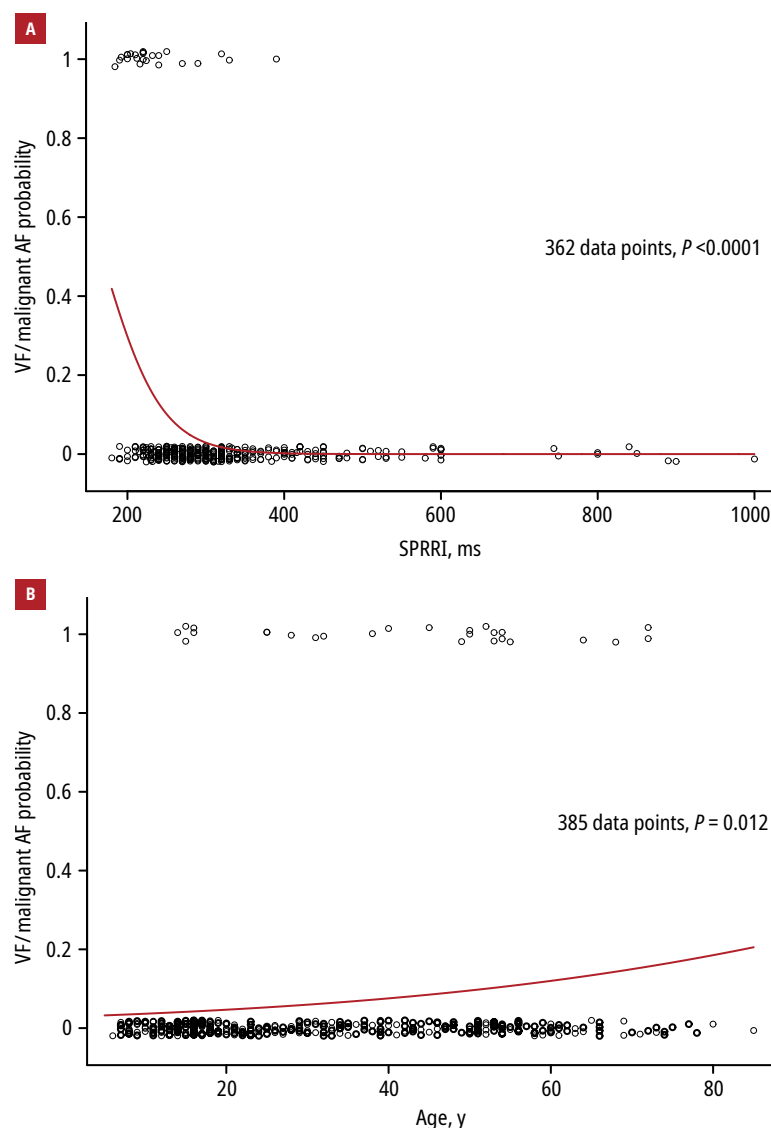 A
VF/malignant AF probability
1
0.8
0.6
0.4
0.2
0
362 data points, P <0.0001
200 400 600 800 1000
SPRRI, ms
B
VF/malignant AF probability
1
0.8
0.6
0.4
0.2
0
385 data points, P = 0.012
20 40 60 80
Age, y